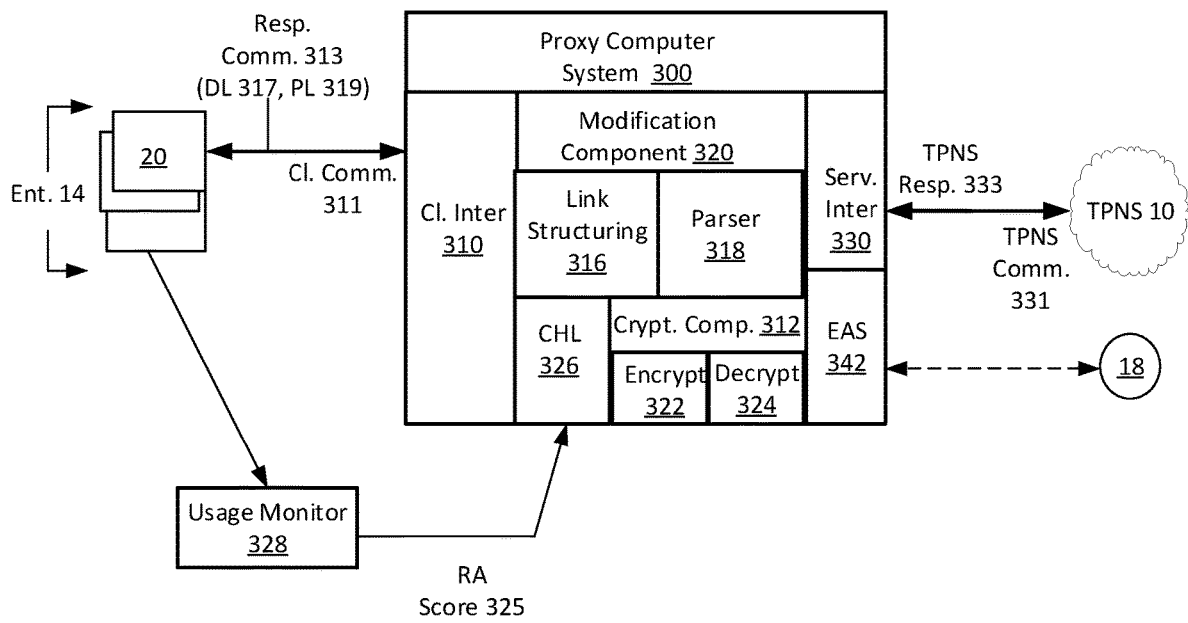 Resp.
Comm. 313
(DL 317, PL 319)
Proxy Computer
System 300
20
Ent. 14
Cl. Comm.
311
Cl. Inter
310
Modification
Component 320
Link
Structuring
316
Parser
318
Serv.
Inter
330
TPNS
Resp. 333
TPNS 10
TPNS
Comm.
331
CHL
326
Crypt. Comp. 312
Encrypt
322
Decrypt
324
EAS
342
18
Usage Monitor
328
RA
Score 325